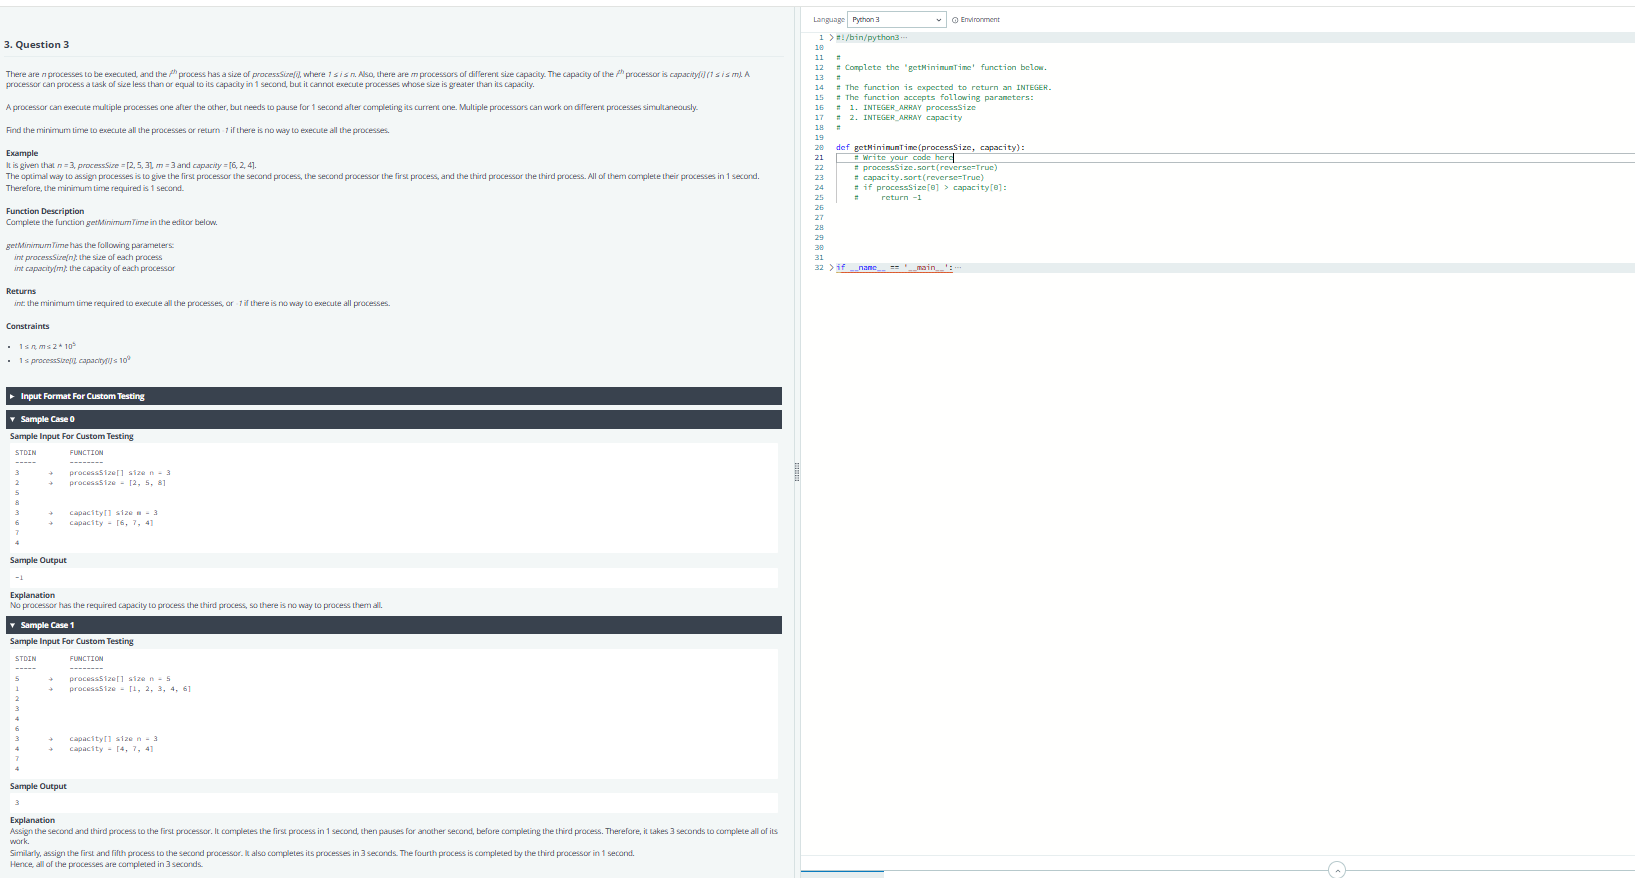 3. Question 3
There are n processes to be executed, and the ith process has a size of processSize[i], where 1 ≤ i ≤ n. Also, there are m processors of different size capacity. The capacity of the ith processor is capacity[i] (1 ≤ i ≤ m). A
processor can process a task of size less than or equal to its capacity in 1 second, but it cannot execute processes whose size is greater than its capacity.
A processor can execute multiple processes one after the other, but needs to pause for 1 second after completing its current one. Multiple processors can work on different processes simultaneously.
Find the minimum time to execute all the processes or return -1 if there is no way to execute all the processes.
Example
It is given that n = 3, processSize = [2, 5, 3], m = 3 and capacity = [6, 2, 4].
The optimal way to assign processes is to give the first processor the second process, the second processor the first process, and the third processor the third process. All of them complete their processes in 1 second.
Therefore, the minimum time required is 1 second.
Function Description
Complete the function getMinimumTime in the editor below.
getMinimumTime has the following parameters:
int processSize[n]: the size of each process
int capacity[m]: the capacity of each processor
Returns
int: the minimum time required to execute all the processes, or -1 if there is no way to execute all processes.
Constraints
• 1 ≤ n, m ≤ 2 * 10^5
• 1 ≤ processSize[i], capacity[i] ≤ 10^9
▶ Input Format For Custom Testing
▼ Sample Case 0
Sample Input For Custom Testing
STDIN FUNCTION
----- --------
3 → processSize[] size n = 3
2 → processSize = [2, 5, 8]
5
8
3 → capacity[] size m = 3
6 → capacity = [6, 7, 4]
7
4
Sample Output
-1
Explanation
No processor has the required capacity to process the third process, so there is no way to process them all.
▼ Sample Case 1
Sample Input For Custom Testing
STDIN FUNCTION
----- --------
5 → processSize[] size n = 5
1 → processSize = [1, 2, 3, 4, 6]
2
3
4
6
3 → capacity[] size n = 3
4 → capacity = [4, 7, 4]
7
4
Sample Output
3
Explanation
Assign the second and third process to the first processor. It completes the first process in 1 second, then pauses for another second, before completing the third process. Therefore, it takes 3 seconds to complete all of its
work.
Similarly, assign the first and fifth process to the second processor. It also completes its processes in 3 seconds. The fourth process is completed by the third processor in 1 second.
Hence, all of the processes are completed in 3 seconds.
Language Python 3 Environment
1 #!/bin/python3 ···
10
11 #
12 # Complete the 'getMinimumTime' function below.
13 #
14 # The function is expected to return an INTEGER.
15 # The function accepts following parameters:
16 # 1. INTEGER_ARRAY processSize
17 # 2. INTEGER_ARRAY capacity
18 #
19
20 def getMinimumTime(processSize, capacity):
21 # Write your code here
22 # processSize.sort(reverse=True)
23 # capacity.sort(reverse=True)
24 # if processSize[0] > capacity[0]:
25 # return -1
26
27
28
29
30
31
32 if __name__ == '__main__': ···